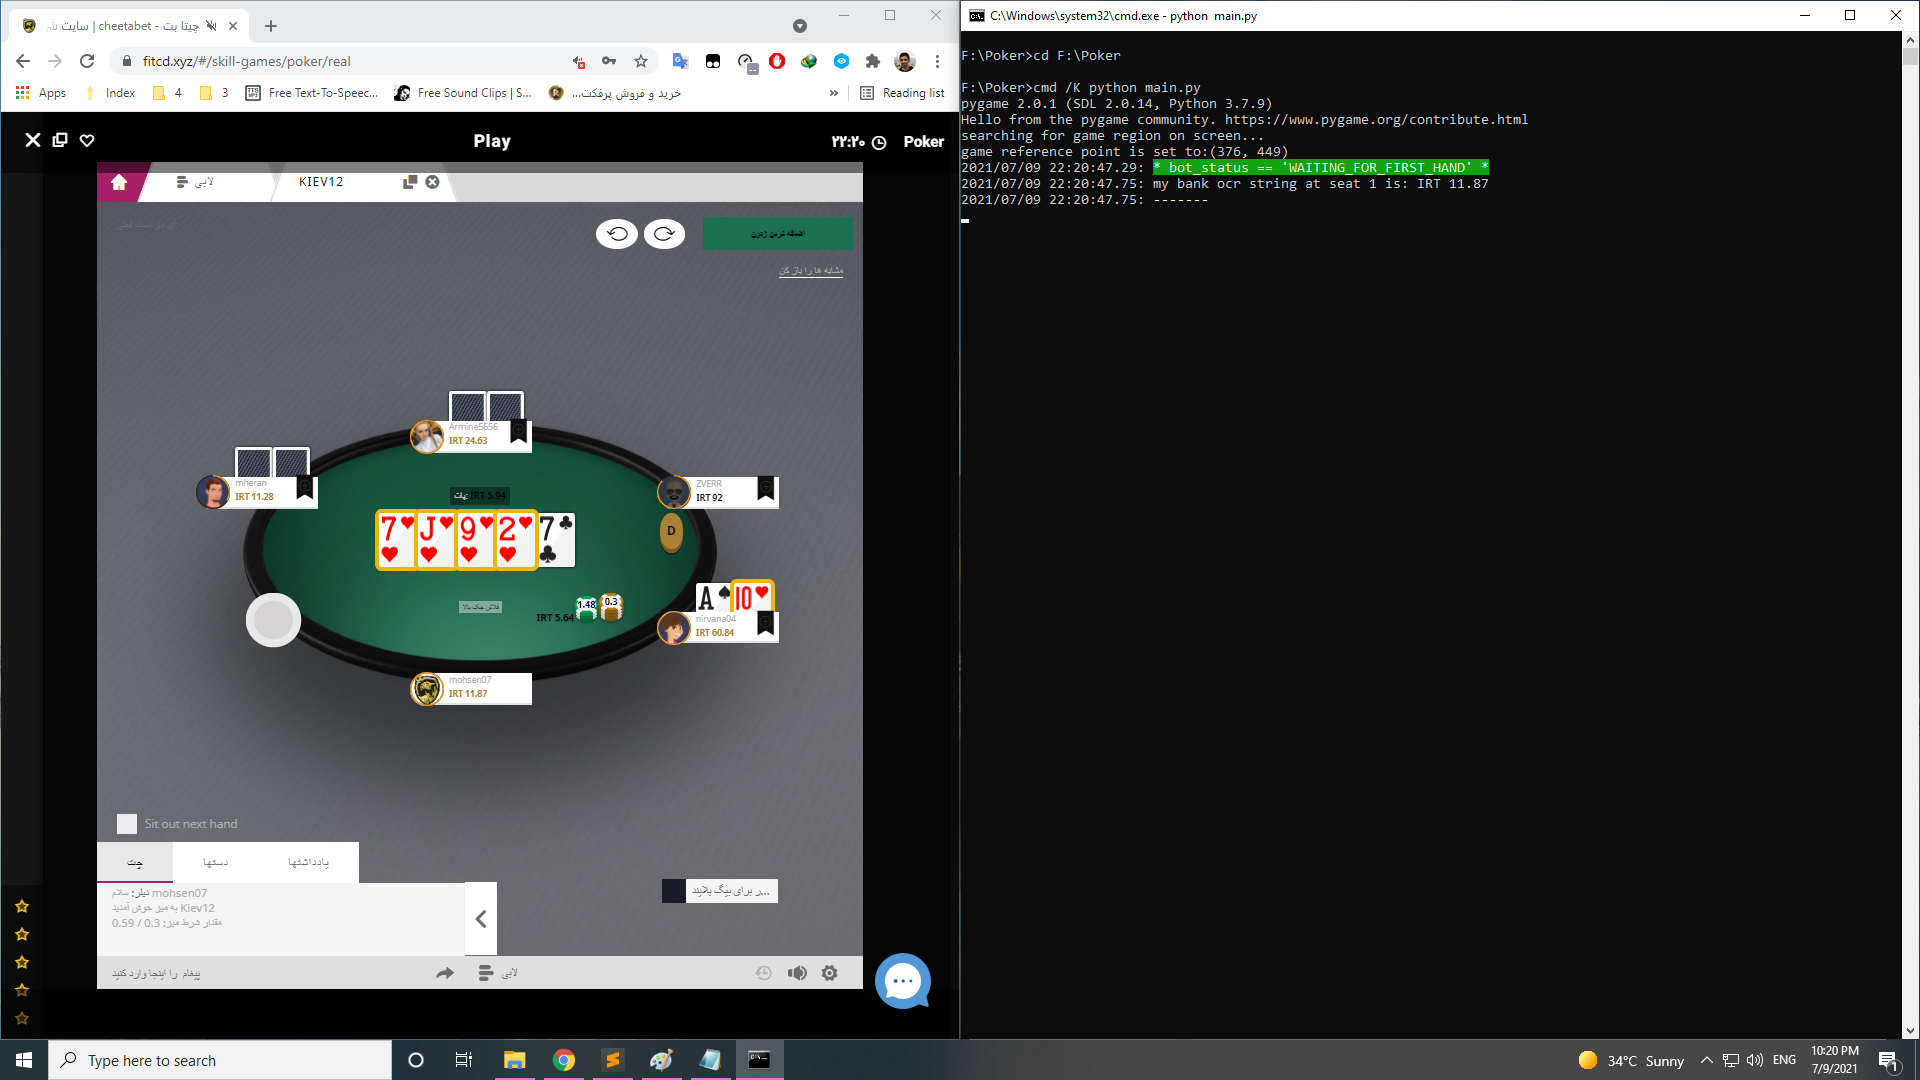 چیتا بت - cheetabet | سایت
fitcd.xyz/#/skill-games/poker/real
Apps
Index
4
3
Free Text-To-Speec...
Free Sound Clips | S...
خرید و فروش پرفکت...
»
Reading list
Play
۲۲:۲۰
Poker
لابی
KIEV12
اضافه کردن ژتون
مشابه ها را باز کن
Armine5656
IRT 24.63
mheran
IRT 11.28
ZVERR
IRT 92
پات: IRT 5.94
7 J 9 2 7
D
A 10
فلاش جک بالا
IRT 5.64
1.48
0.3
nirvana04
IRT 60.84
mohsen07
IRT 11.87
Sit out next hand
چت
دستها
یادداشتها
دیلر: سلام mohsen07
به میز خوش آمدید Kiev12
مقدار شرط میز: 0.3 / 0.59
...ر برای بیگ بلایند
پیغام را اینجا وارد کنید
لابی
C:\Windows\system32\cmd.exe - python  main.py
F:\Poker>cd F:\Poker
F:\Poker>cmd /K python main.py
pygame 2.0.1 (SDL 2.0.14, Python 3.7.9)
Hello from the pygame community. https://www.pygame.org/contribute.html
searching for game region on screen...
game reference point is set to:(376, 449)
2021/07/09 22:20:47.29: * bot_status == 'WAITING_FOR_FIRST_HAND' *
2021/07/09 22:20:47.75: my bank ocr string at seat 1 is: IRT 11.87
2021/07/09 22:20:47.75: -------
Type here to search
34°C Sunny
ENG
10:20 PM
7/9/2021
1